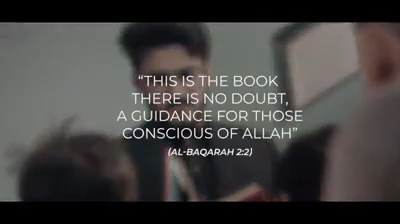 “THIS IS THE BOOK
THERE IS NO DOUBT,
A GUIDANCE FOR THOSE
CONSCIOUS OF ALLAH”
(AL-BAQARAH 2:2)